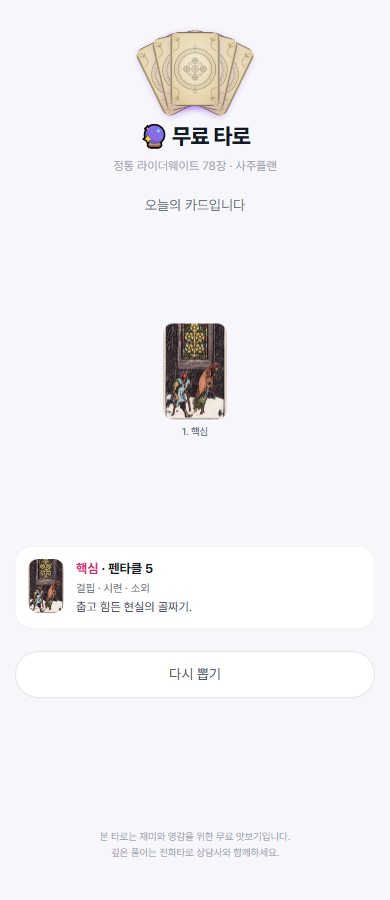 무료 타로
정통 라이더웨이트 78장 · 사주플랜
오늘의 카드입니다
1. 핵심
핵심 · 펜타클 5
결핍 · 시련 · 소외
춥고 힘든 현실의 골짜기.
다시 뽑기
본 타로는 재미와 영감을 위한 무료 맛보기입니다.
깊은 풀이는 전화타로 상담사와 함께하세요.